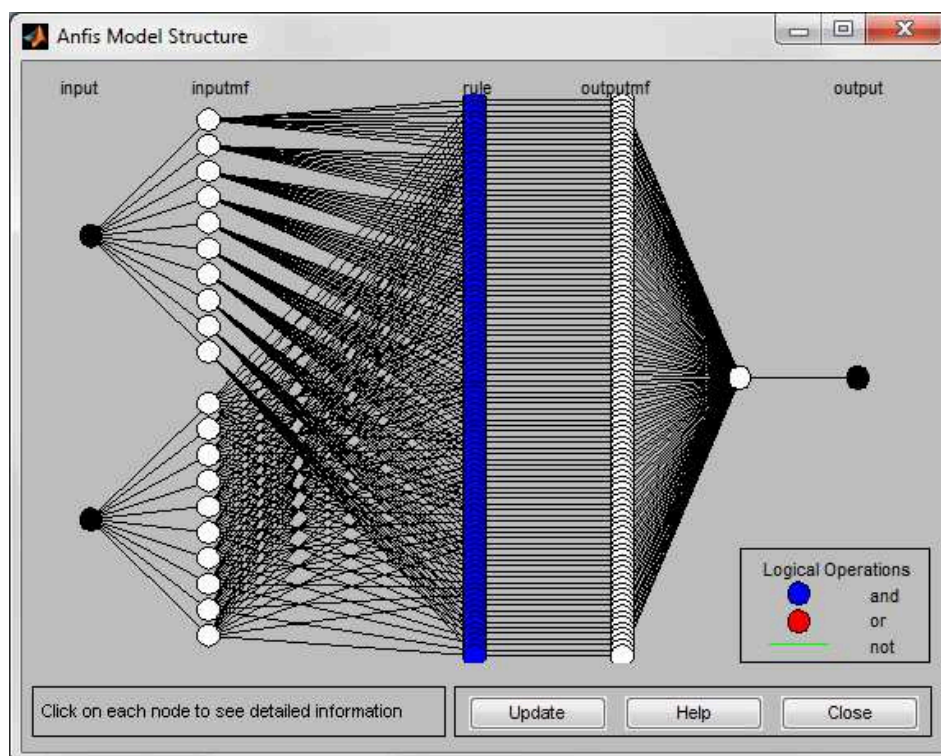 Anfis Model Structure
input inputmf rule outputmf output
Logical Operations
and
or
not
Click on each node to see detailed information
Update Help Close